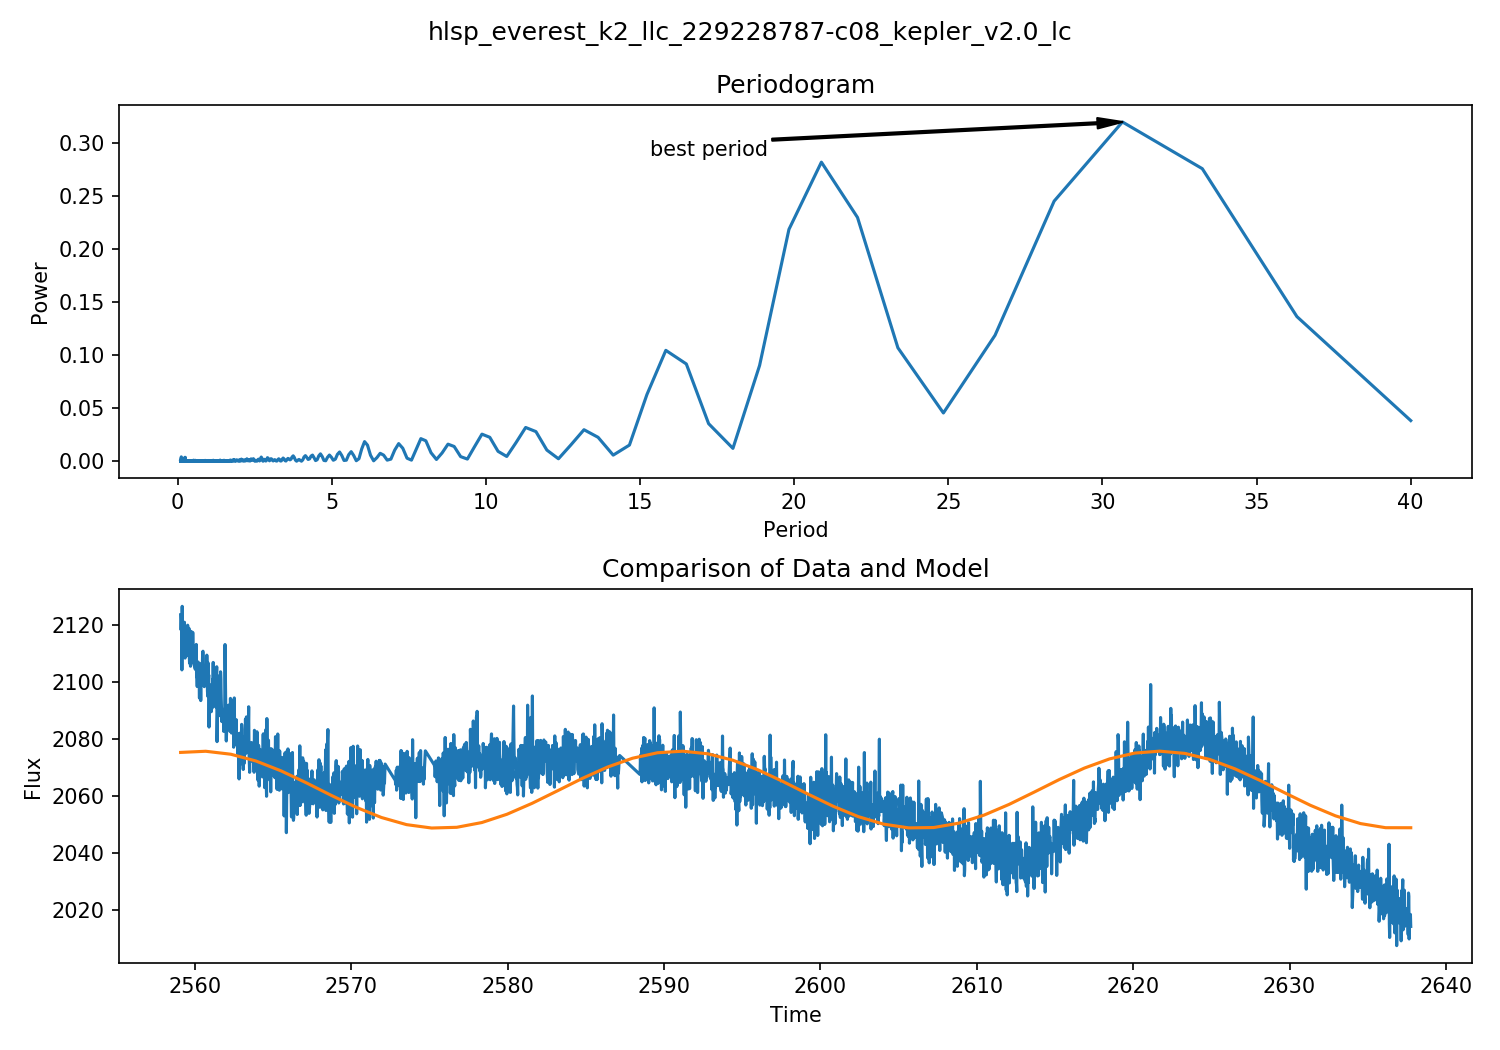 hlsp_everest_k2_llc_229228787-c08_kepler_v2.0_lc
Periodogram
best period
Power
0.30
0.25
0.20
0.15
0.10
0.05
0.00
0 5 10 15 20 25 30 35 40
Period
Comparison of Data and Model
Flux
2120
2100
2080
2060
2040
2020
2560 2570 2580 2590 2600 2610 2620 2630 2640
Time